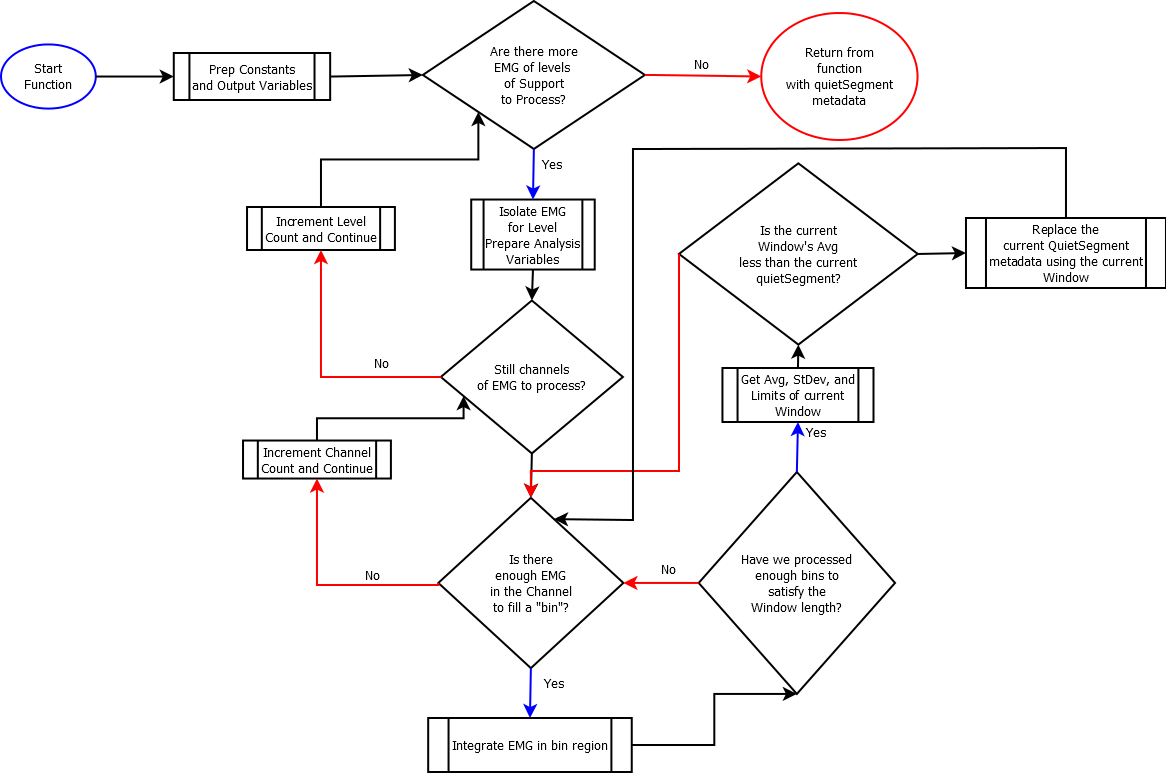 Start
Function
Prep Constants
and Output Variables
Are there more
EMG of levels
of Support
to Process?
No
Return from
function
with quietSegment
metadata
Yes
Increment Level
Count and Continue
Isolate EMG
for Level
Prepare Analysis
Variables
Is the current
Window's Avg
less than the current
quietSegment?
Replace the
current QuietSegment
metadata using the current
Window
No
Still channels
of EMG to process?
Get Avg, StDev, and
Limits of current
Window
Yes
Increment Channel
Count and Continue
No
Is there
enough EMG
in the Channel
to fill a "bin"?
No
Have we processed
enough bins to
satisfy the
Window length?
Yes
Integrate EMG in bin region